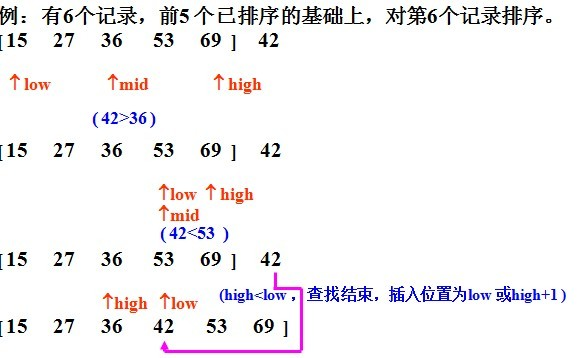 例：有6个记录，前5 个已排序的基础上，对第6个记录排序。
[ 15 27 36 53 69 ] 42
↑low ↑mid ↑high
( 42>36 )
[ 15 27 36 53 69 ] 42
↑low ↑high
↑mid
( 42<53 )
[ 15 27 36 53 69 ] 42
(high<low ，查找结束，插入位置为low 或high+1 )
↑high ↑low
[ 15 27 36 42 53 69 ]